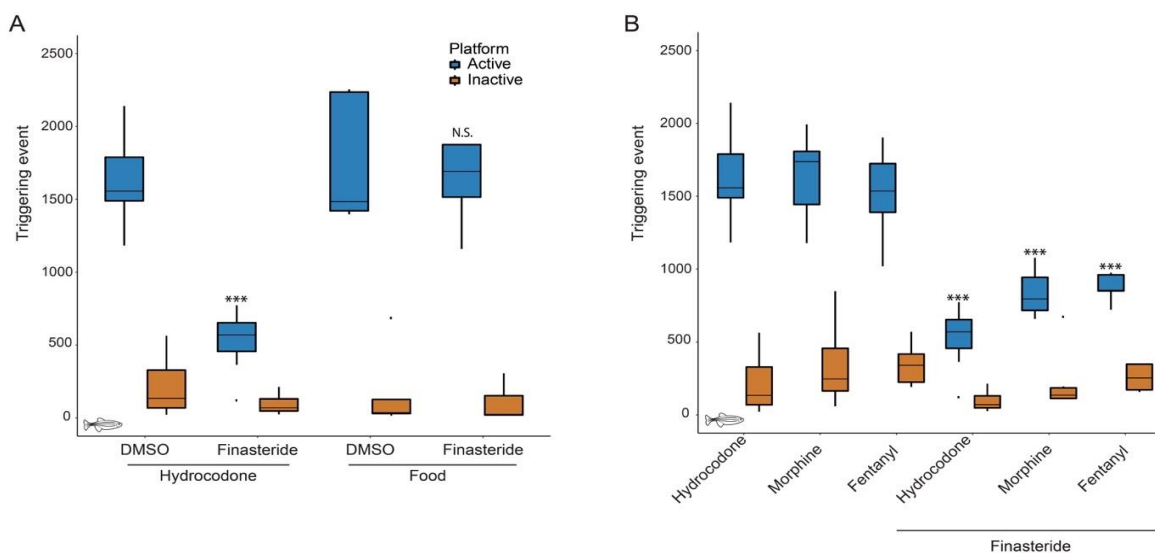 A
Triggering event
2500
2000
1500
1000
500
0
Platform
Active
Inactive
***
N.S.
DMSO Finasteride DMSO Finasteride
Hydrocodone Food
B
Triggering event
2500
2000
1500
1000
500
0
*** *** ***
Hydrocodone Morphine Fentanyl Hydrocodone Morphine Fentanyl
Finasteride